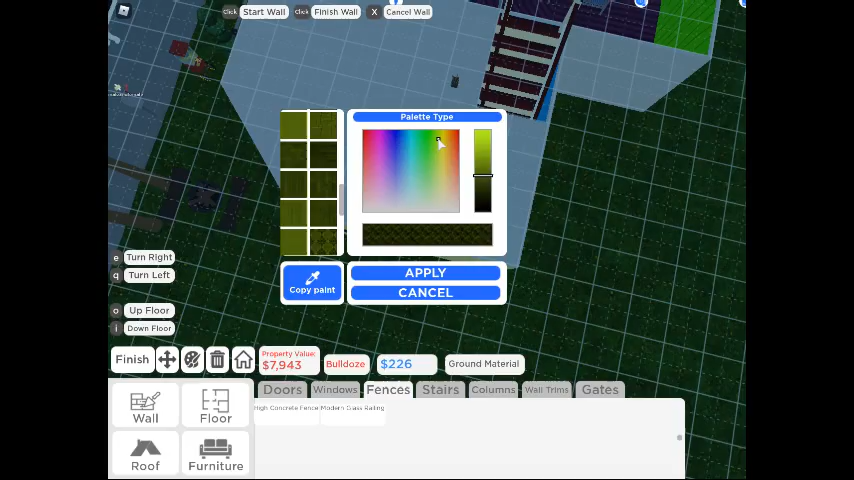 Click Start Wall Click Finish Wall X Cancel Wall
Palette Type
Copy paint
APPLY
CANCEL
e Turn Right
q Turn Left
o Up Floor
i Down Floor
Finish
Property Value:
$7,943
Bulldoze
$226
Ground Material
Doors Windows Fences Stairs Columns Wall Trims Gates
High Concrete Fence Modern Glass Railing
Wall Floor
Roof Furniture